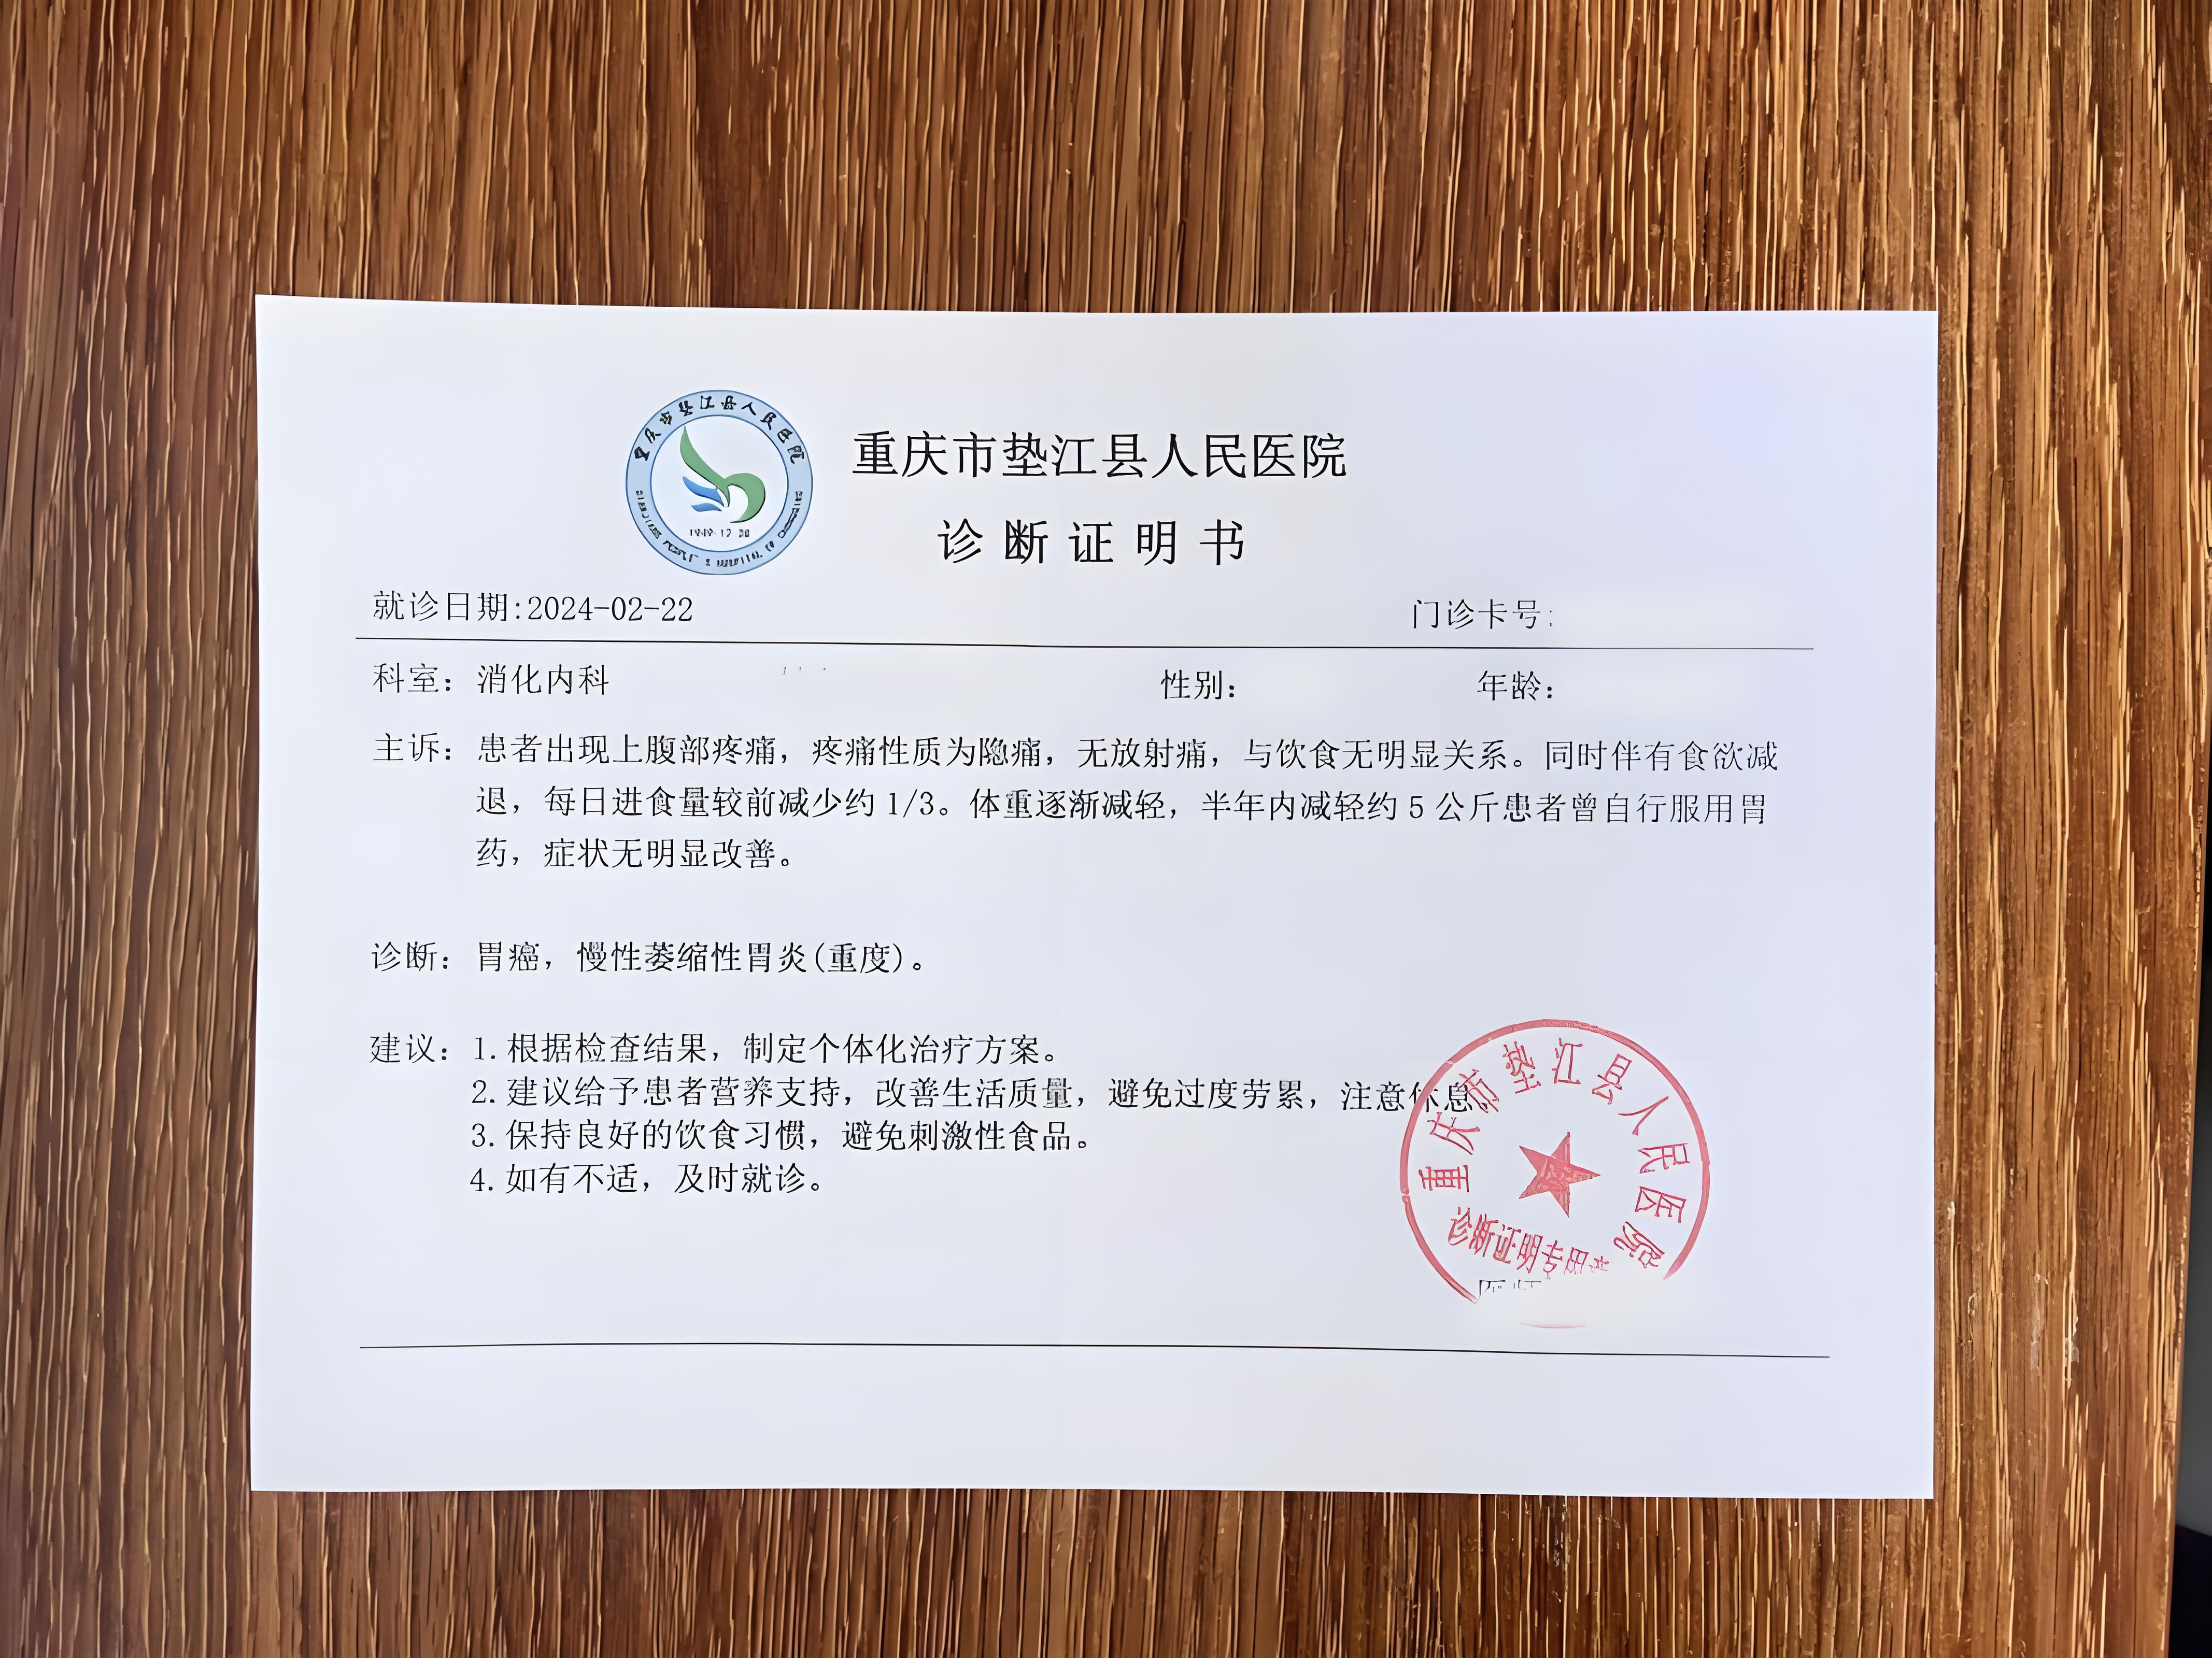 重庆市垫江县人民医院
重庆市垫江县人民医院
诊断证明书
就诊日期:2024-02-22
门诊卡号:
科室：消化内科
性别：
年龄：
主诉：患者出现上腹部疼痛，疼痛性质为隐痛，无放射痛，与饮食无明显关系。同时伴有食欲减
退，每日进食量较前减少约1/3。体重逐渐减轻，半年内减轻约5公斤患者曾自行服用胃
药，症状无明显改善。
诊断：胃癌，慢性萎缩性胃炎(重度)。
建议：1.根据检查结果，制定个体化治疗方案。
2.建议给予患者营养支持，改善生活质量，避免过度劳累，注意休息。
3.保持良好的饮食习惯，避免刺激性食品。
4.如有不适，及时就诊。
重庆市垫江县人民医院
诊断证明专用